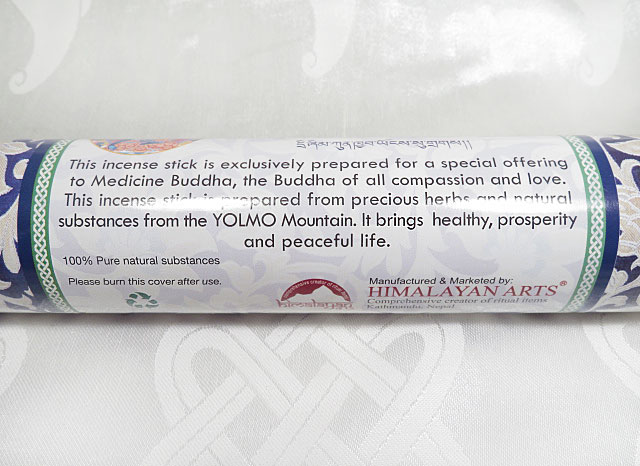 This incense stick is exclusively prepared for a special offering
to Medicine Buddha, the Buddha of all compassion and love.
This incense stick is prepared from precious herbs and natural
substances from the YOLMO Mountain. It brings healthy, prosperity
and peaceful life.
100% Pure natural substances
Please burn this cover after use.
himalayan
Manufactured & Marketed by:
HIMALAYAN ARTS®
Comprehensive creator of ritual items
Kathmandu, Nepal